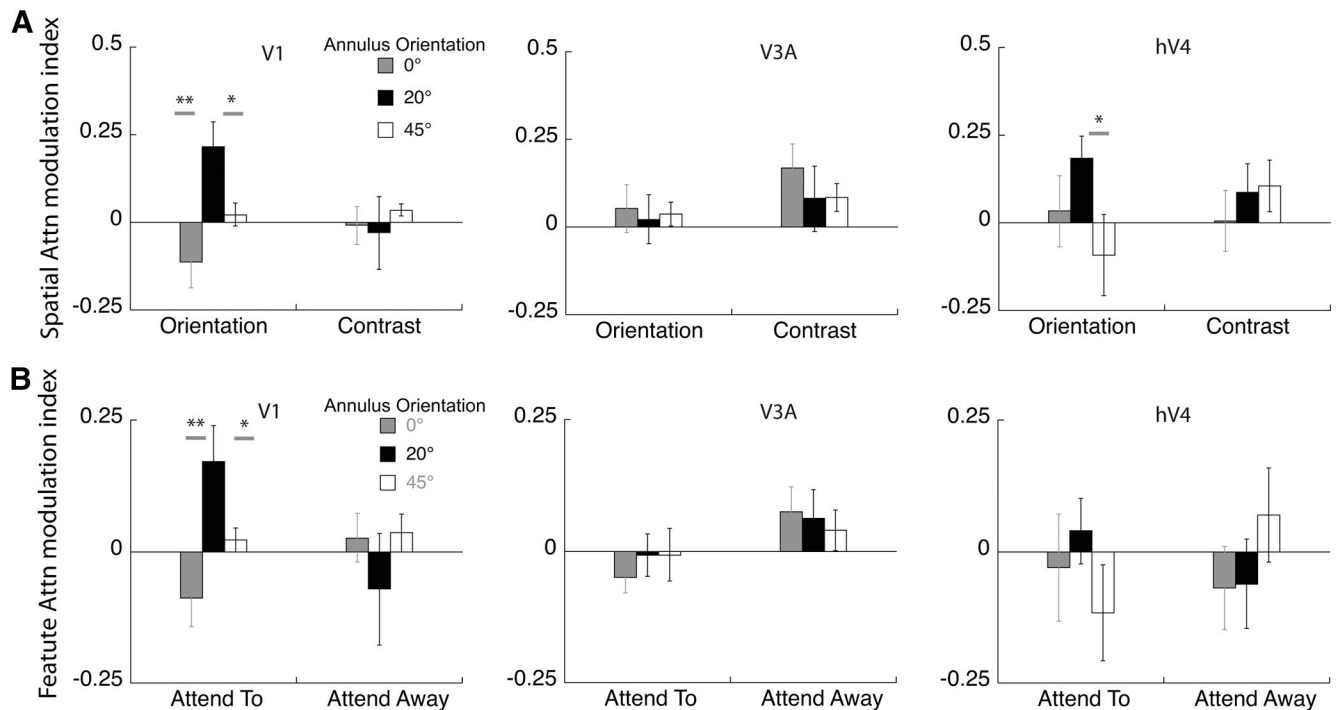 A
Spatial Attn modulation index
0.5
0.25
0
-0.25
V1
Annulus Orientation
0°
20°
45°
**
*
Orientation
Contrast
0.5
0.25
0
0.25
V3A
Orientation
Contrast
0.5
0.25
0
-0.25
hV4
*
Orientation
Contrast
B
Featute Attn modulation index
0.25
0
-0.25
V1
Annulus Orientation
0°
20°
45°
**
*
Attend To
Attend Away
0.25
0
-0.25
V3A
Attend To
Attend Away
0.25
0
-0.25
hV4
Attend To
Attend Away